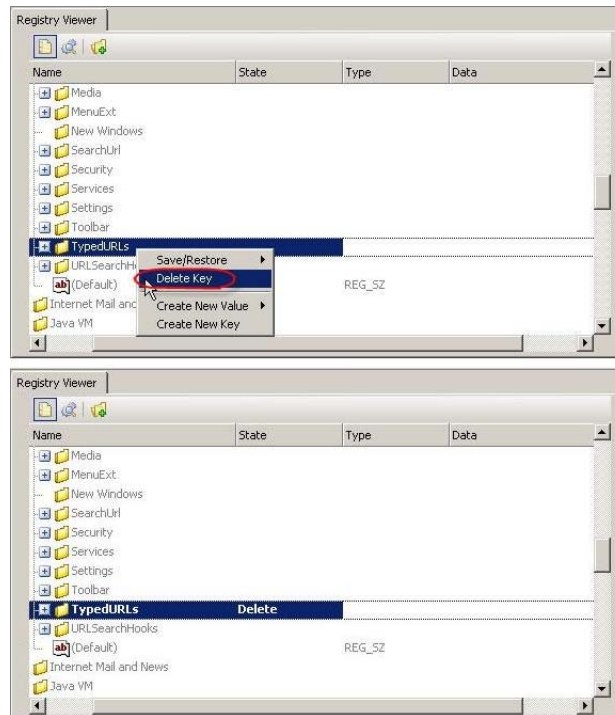 Registry Viewer
Name State Type Data
Media
MenuExt
New Windows
SearchUrl
Security
Services
Settings
Toolbar
TypedURLs
Save/Restore
URLSearchH
Delete Key
ab (Default) REG_SZ
Create New Value
Internet Mail and
Create New Key
Java VM
Registry Viewer
Name State Type Data
Media
MenuExt
New Windows
SearchUrl
Security
Services
Settings
Toolbar
TypedURLs Delete
URLSearchHooks
ab (Default) REG_SZ
Internet Mail and News
Java VM